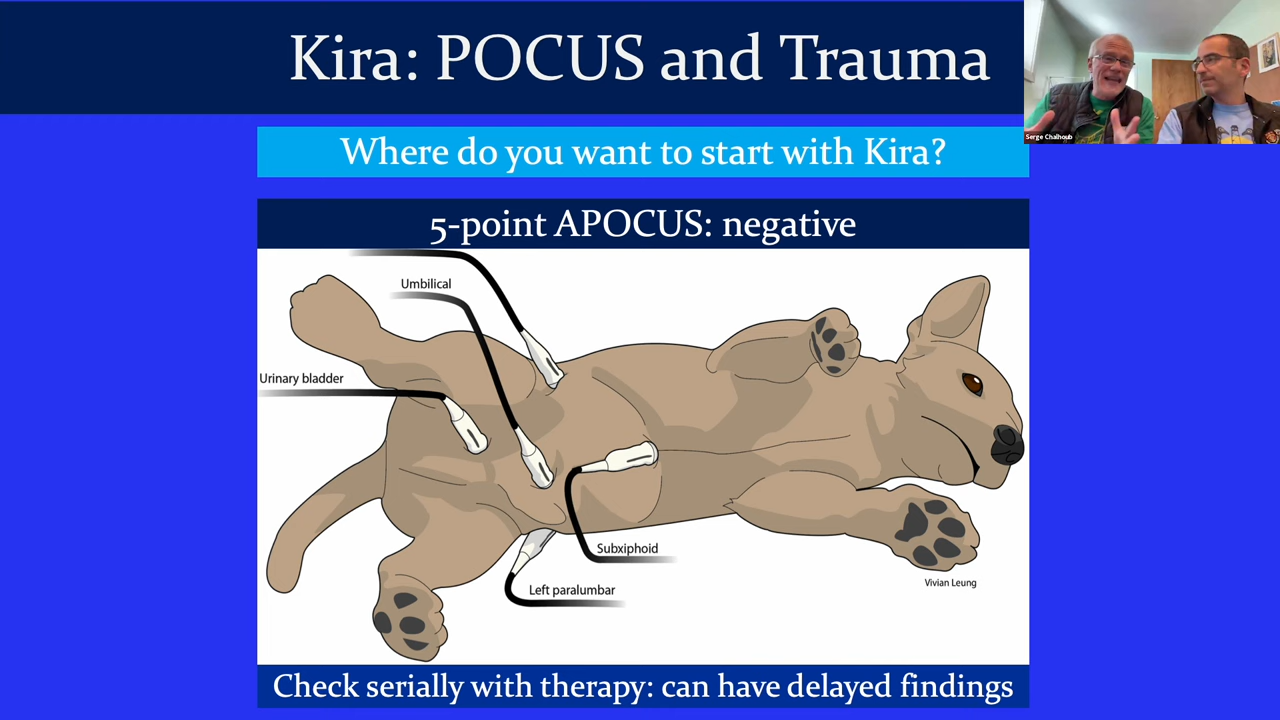 Kira: POCUS and Trauma
Serge Chalhoub
Where do you want to start with Kira?
5-point APOCUS: negative
Umbilical
Urinary bladder
Subxiphoid
Left paralumbar
Vivian Leung
Check serially with therapy: can have delayed findings